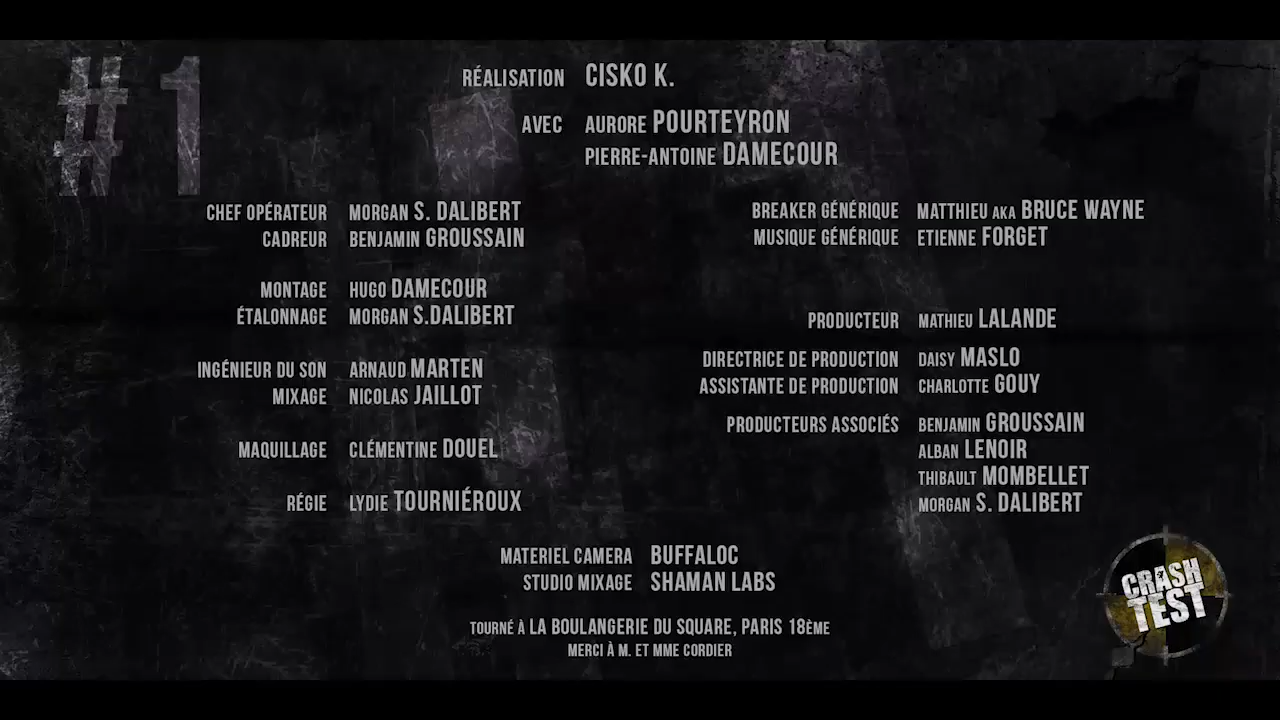 #1
RÉALISATION CISKO K.
AVEC AURORE POURTEYRON
PIERRE-ANTOINE DAMECOUR
CHEF OPÉRATEUR MORGAN S. DALIBERT
CADREUR BENJAMIN GROUSSAIN
MONTAGE HUGO DAMECOUR
ÉTALONNAGE MORGAN S.DALIBERT
INGÉNIEUR DU SON ARNAUD MARTEN
MIXAGE NICOLAS JAILLOT
MAQUILLAGE CLÉMENTINE DOUEL
RÉGIE LYDIE TOURNIÉROUX
BREAKER GÉNÉRIQUE MATTHIEU AKA BRUCE WAYNE
MUSIQUE GÉNÉRIQUE ETIENNE FORGET
PRODUCTEUR MATHIEU LALANDE
DIRECTRICE DE PRODUCTION DAISY MASLO
ASSISTANTE DE PRODUCTION CHARLOTTE GOUY
PRODUCTEURS ASSOCIÉS BENJAMIN GROUSSAIN
ALBAN LENOIR
THIBAULT MOMBELLET
MORGAN S. DALIBERT
MATERIEL CAMERA BUFFALOC
STUDIO MIXAGE SHAMAN LABS
TOURNÉ À LA BOULANGERIE DU SQUARE, PARIS 18ÈME
MERCI À M. ET MME CORDIER
CRASH
TEST